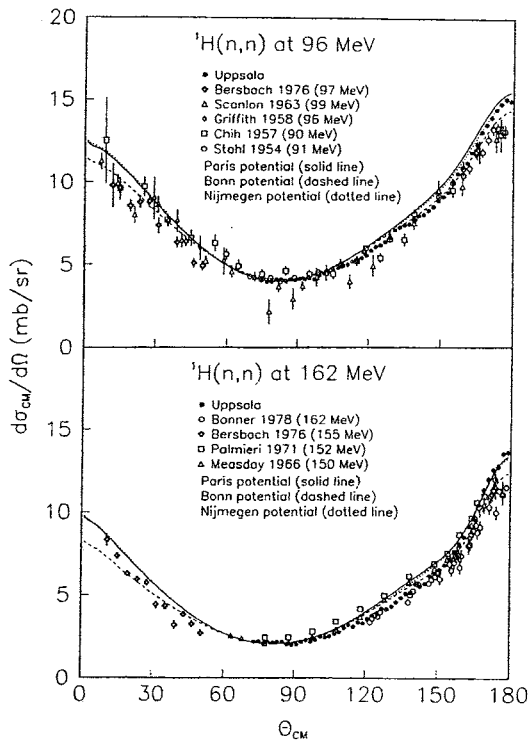 20
¹H(n,n) at 96 MeV
Uppsala
Bersbach 1976 (97 MeV)
Scanlon 1963 (99 MeV)
Griffith 1958 (96 MeV)
Chih 1957 (90 MeV)
Stahl 1954 (91 MeV)
Paris potential (solid line)
Bonn potential (dashed line)
Nijmegen potential (dotted line)
15
10
5
0
dσCM/dΩ (mb/sr)
¹H(n,n) at 162 MeV
Uppsala
Bonner 1978 (162 MeV)
Bersbach 1976 (155 MeV)
Palmieri 1971 (152 MeV)
Measday 1966 (150 MeV)
Paris potential (solid line)
Bonn potential (dashed line)
Nijmegen potential (dotted line)
15
10
5
0
0 30 60 90 120 150 180
ΘCM